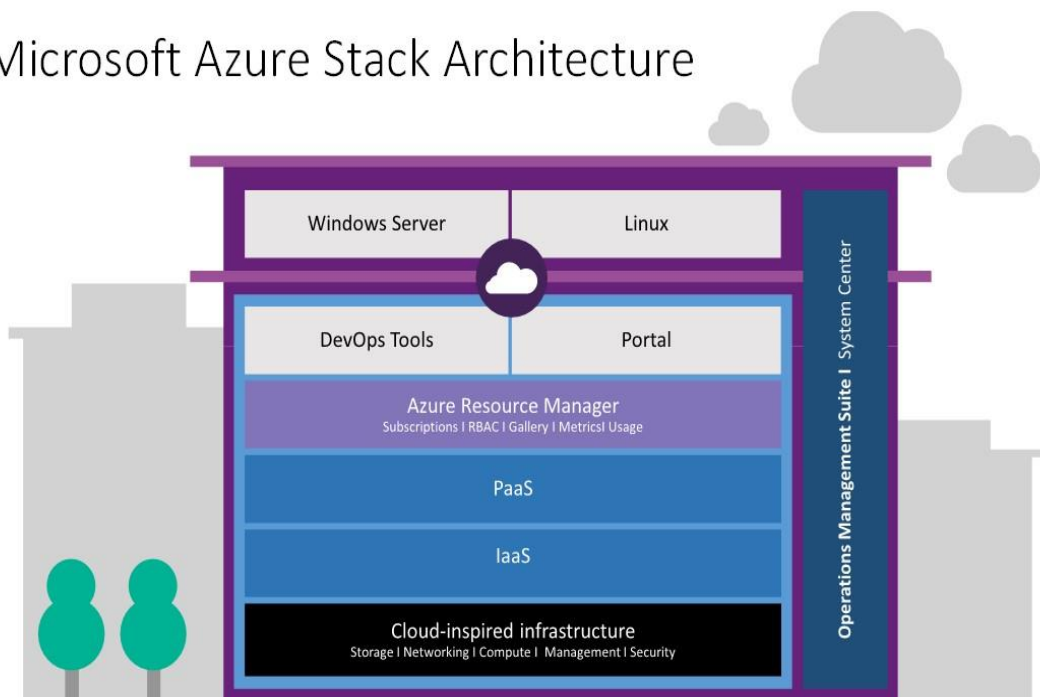 Microsoft Azure Stack Architecture
Windows Server
Linux
DevOps Tools
Portal
Azure Resource Manager
Subscriptions I RBAC I Gallery I MetricsI Usage
PaaS
IaaS
Cloud-inspired infrastructure
Storage I Networking I Compute I Management I Security
Operations Management Suite I System Center